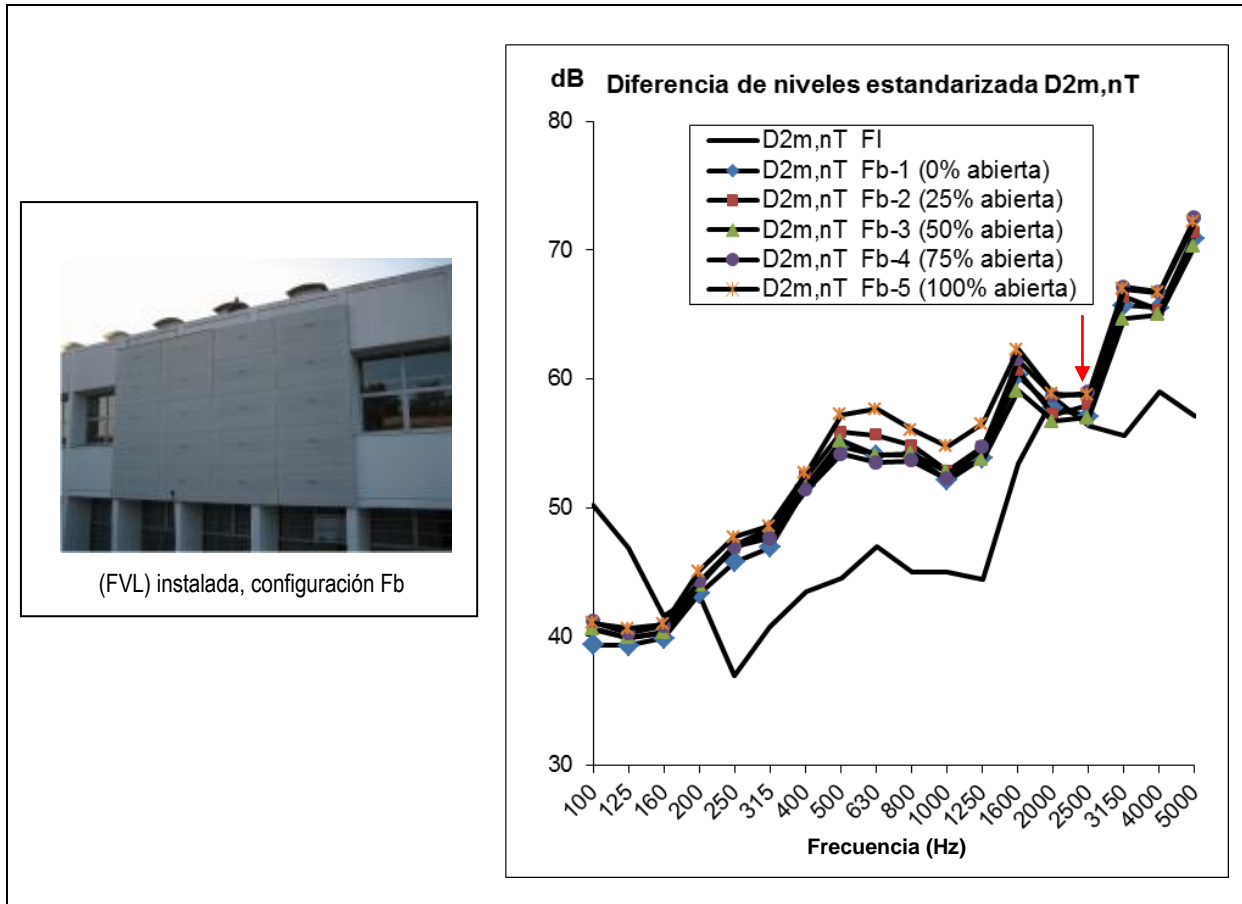 (FVL) instalada, configuración Fb
dB
Diferencia de niveles estandarizada D2m,nT
80
70
60
50
40
30
D2m,nT FI
D2m,nT Fb-1 (0% abierta)
D2m,nT Fb-2 (25% abierta)
D2m,nT Fb-3 (50% abierta)
D2m,nT Fb-4 (75% abierta)
D2m,nT Fb-5 (100% abierta)
100
125
160
200
250
315
400
500
630
800
1000
1250
1600
2000
2500
3150
4000
5000
Frecuencia (Hz)